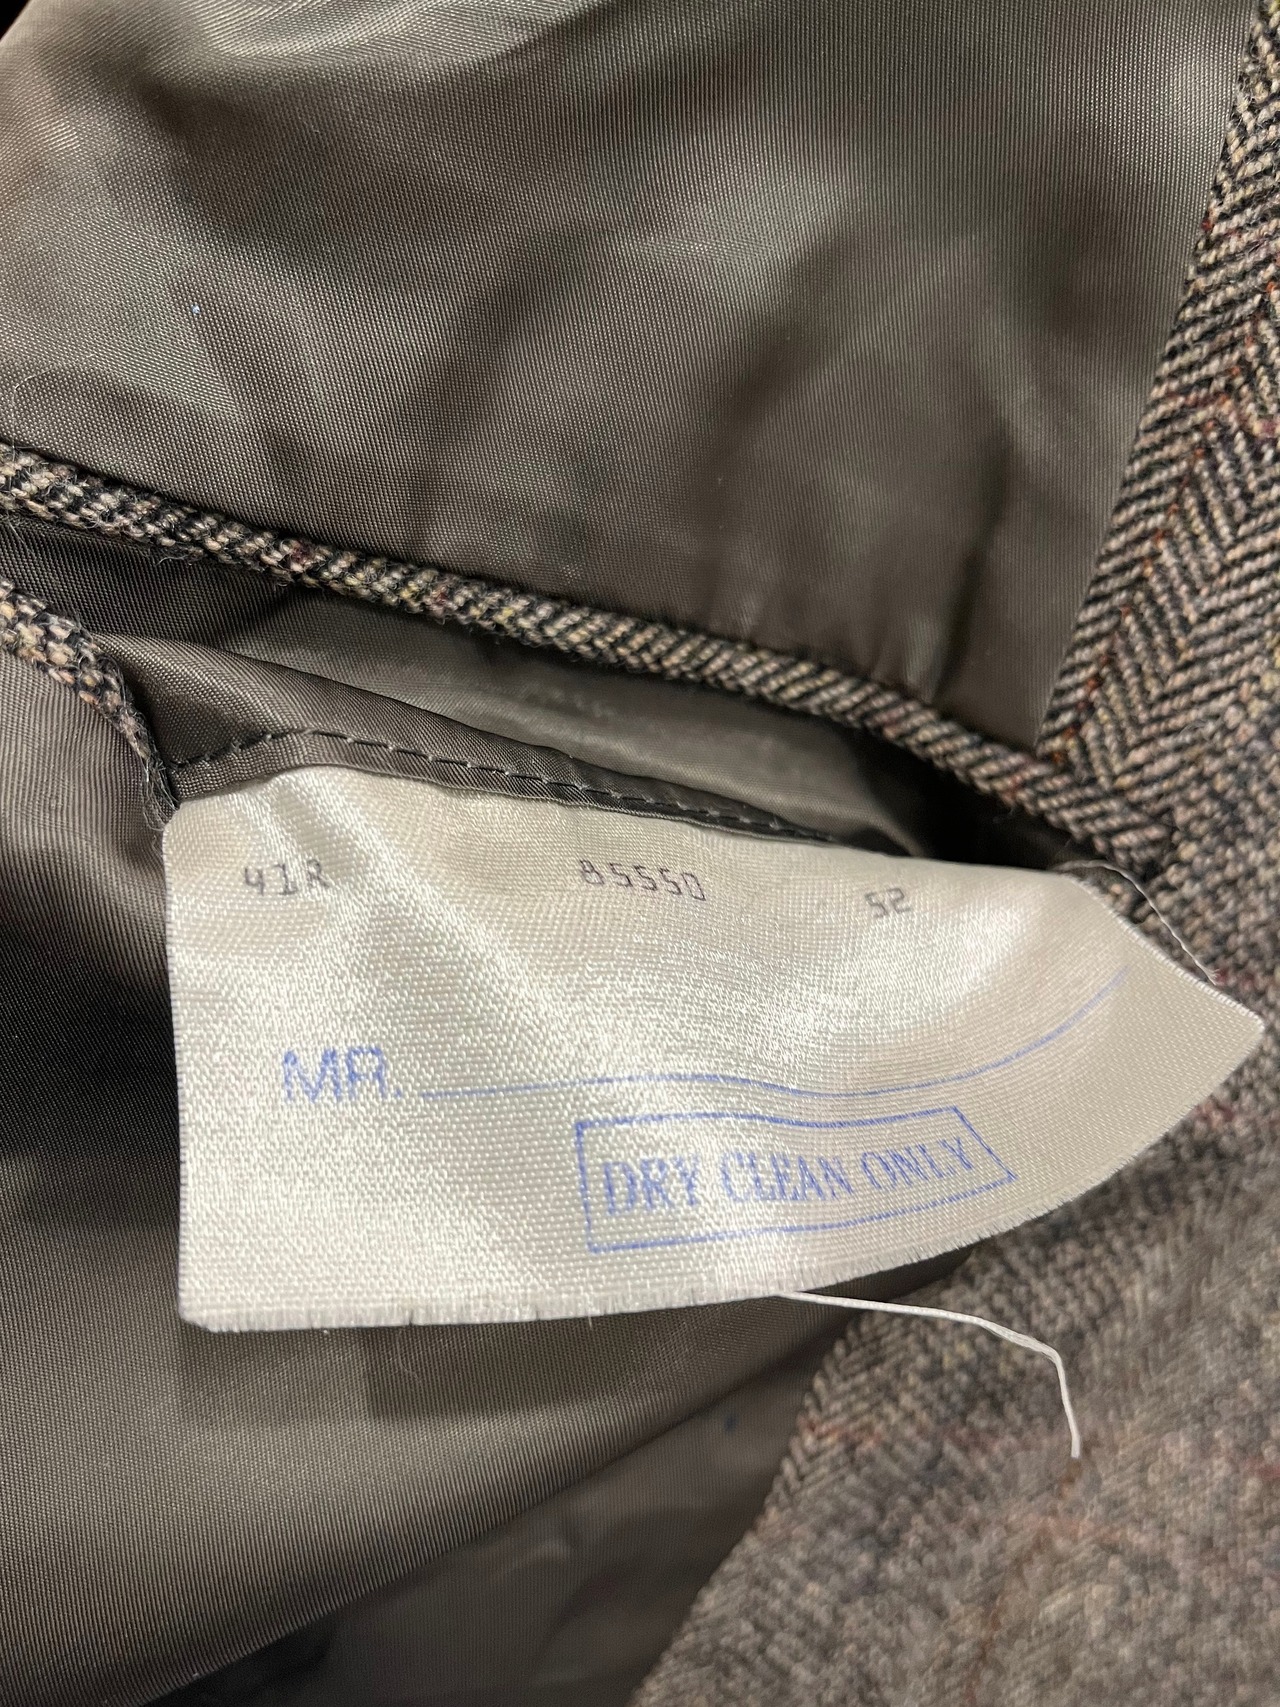 41R 85550 52
MR.
DRY CLEAN ONLY